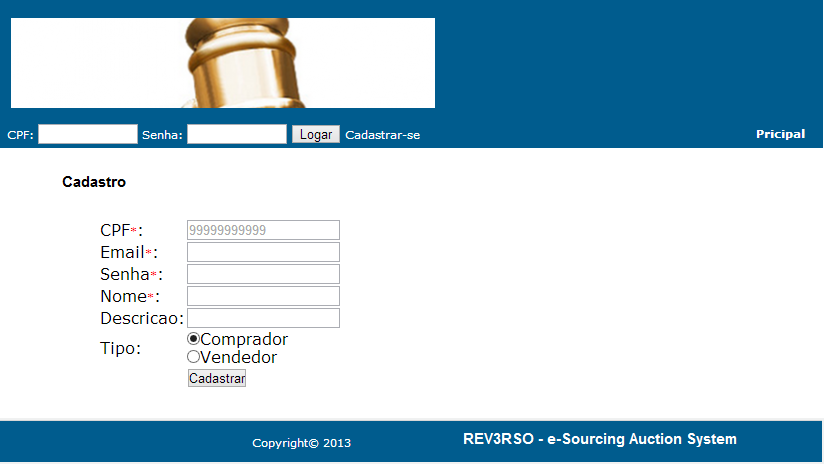 CPF: Senha: Logar Cadastrar-se Pricipal
Cadastro
CPF*: 99999999999
Email*:
Senha*:
Nome*:
Descricao:
Tipo: Comprador
Vendedor
Cadastrar
Copyright© 2013 REV3RSO - e-Sourcing Auction System